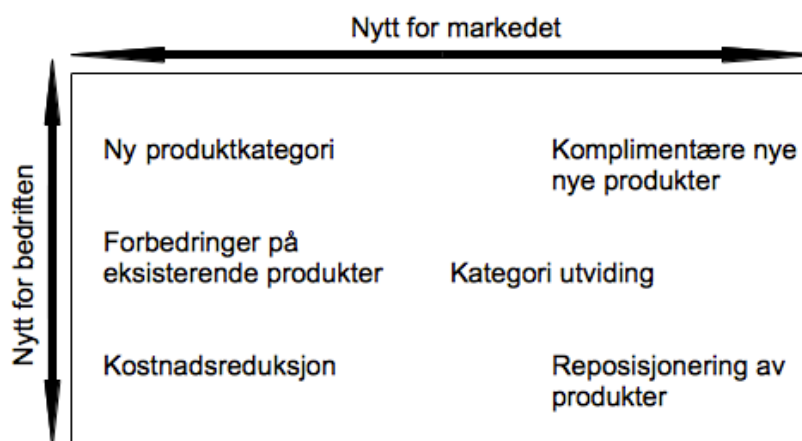 Nytt for markedet
Nytt for bedriften
Ny produktkategori
Komplimentære nye
nye produkter
Forbedringer på
eksisterende produkter
Kategori utviding
Kostnadsreduksjon
Reposisjonering av
produkter